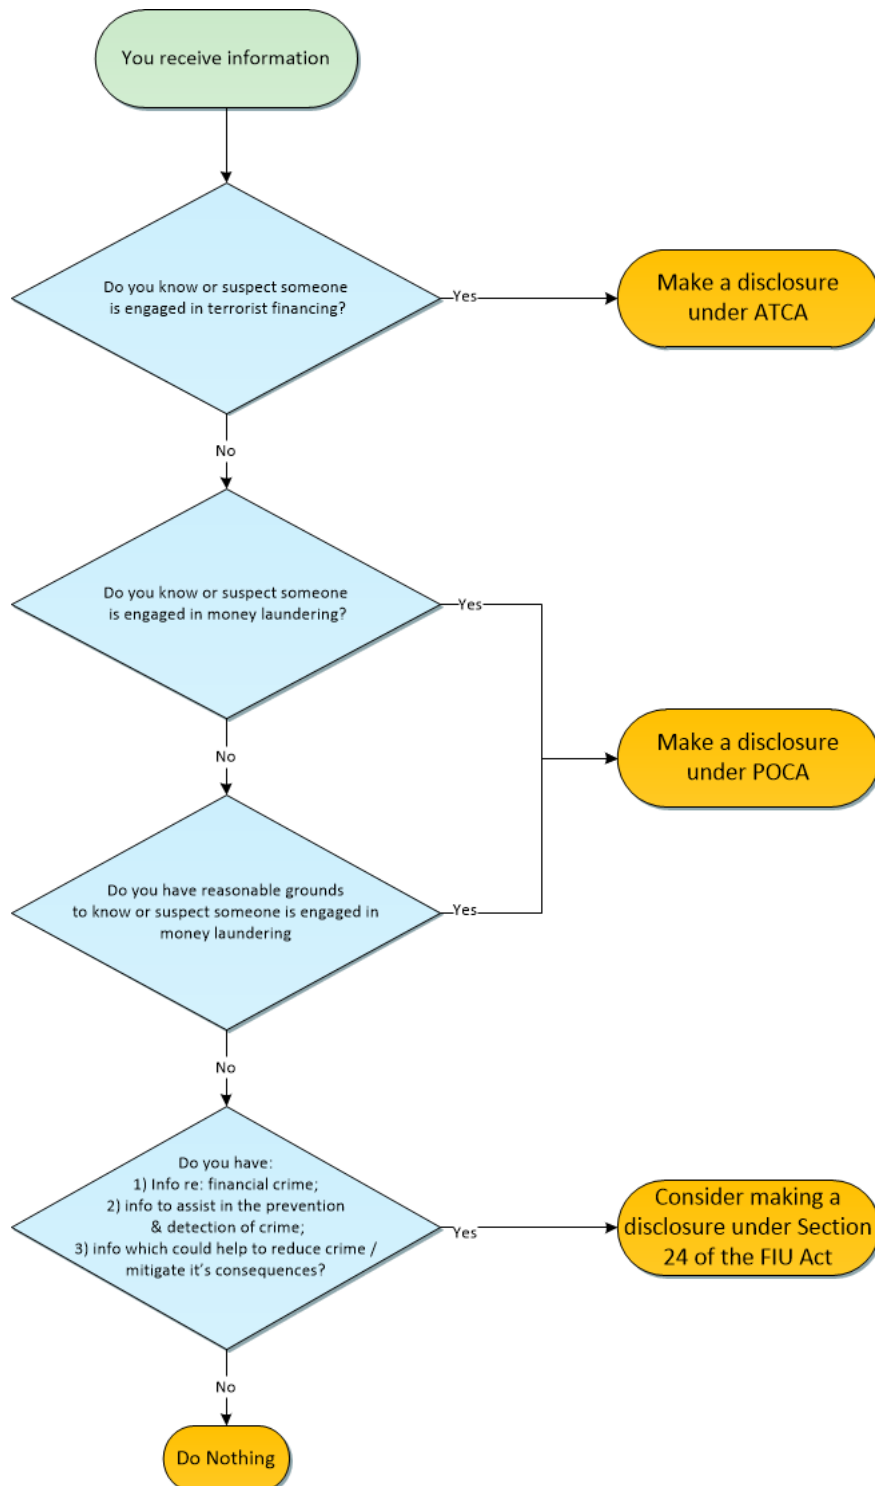 You receive information
Do you know or suspect someone
is engaged in terrorist financing?
Yes
Make a disclosure
under ATCA
No
Do you know or suspect someone
is engaged in money laundering?
Yes
No
Make a disclosure
under POCA
Do you have reasonable grounds
to know or suspect someone is engaged in
money laundering
Yes
No
Do you have:
1) Info re: financial crime;
2) info to assist in the prevention
& detection of crime;
3) info which could help to reduce crime /
mitigate it's consequences?
Yes
Consider making a
disclosure under Section
24 of the FIU Act
No
Do Nothing